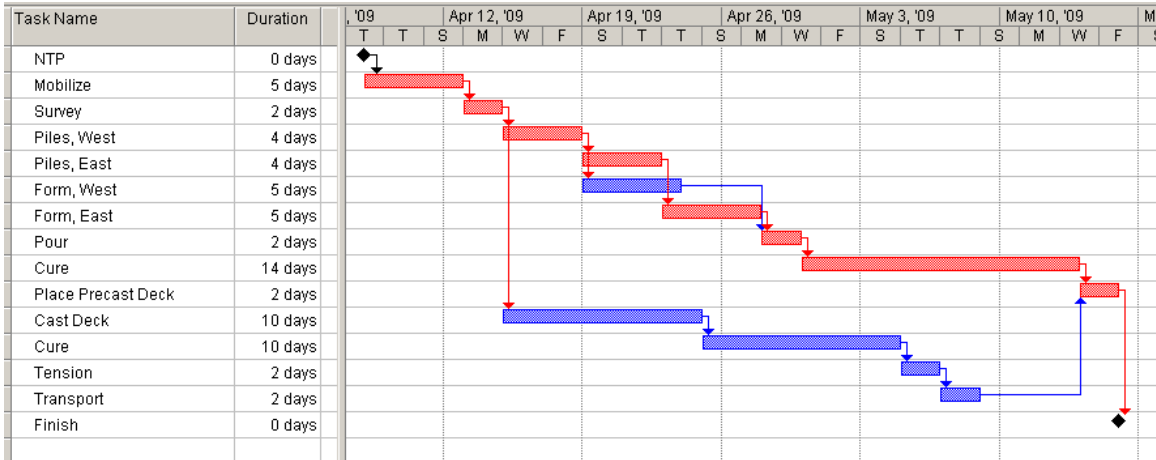 Task Name Duration , '09 Apr 12, '09 Apr 19, '09 Apr 26, '09 May 3, '09 May 10, '09 M
T T S M W F S T T S M W F S T T S M W F S
NTP 0 days
Mobilize 5 days
Survey 2 days
Piles, West 4 days
Piles, East 4 days
Form, West 5 days
Form, East 5 days
Pour 2 days
Cure 14 days
Place Precast Deck 2 days
Cast Deck 10 days
Cure 10 days
Tension 2 days
Transport 2 days
Finish 0 days